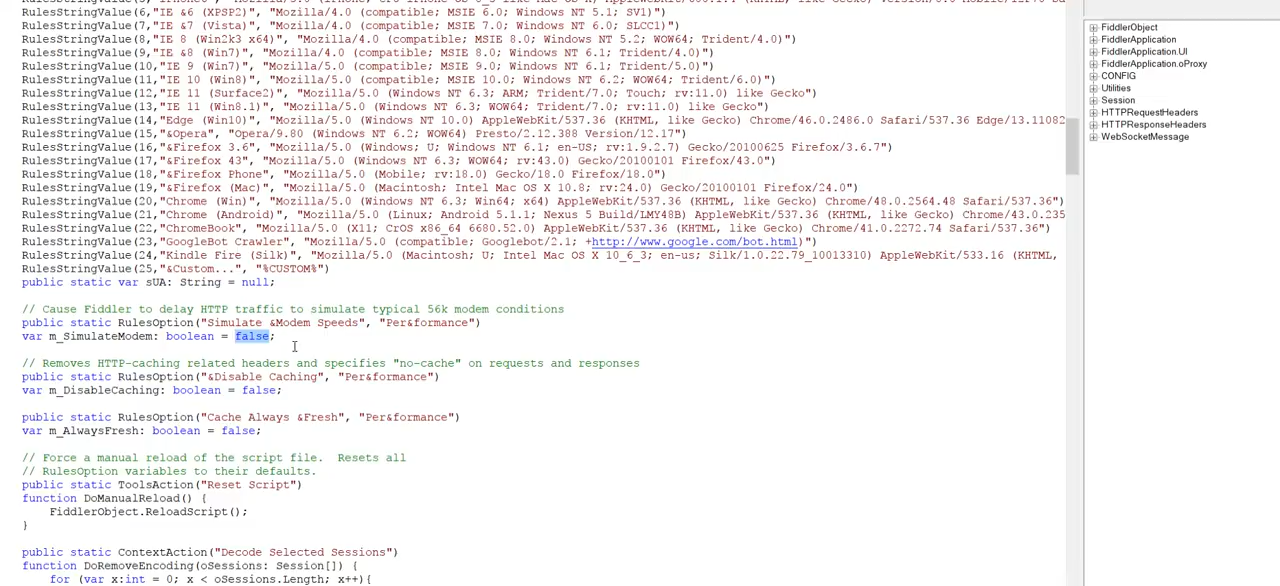 RulesStringValue(6,"IE &6 (XPSP2)", "Mozilla/4.0 (compatible; MSIE 6.0; Windows NT 5.1; SV1)")
RulesStringValue(7,"IE &7 (Vista)", "Mozilla/4.0 (compatible; MSIE 7.0; Windows NT 6.0; SLCC1)")
RulesStringValue(8,"IE 8 (Win2k3 x64)", "Mozilla/4.0 (compatible; MSIE 8.0; Windows NT 5.2; WOW64; Trident/4.0)")
RulesStringValue(9,"IE &8 (Win7)", "Mozilla/4.0 (compatible; MSIE 8.0; Windows NT 6.1; Trident/4.0)")
RulesStringValue(10,"IE 9 (Win7)", "Mozilla/5.0 (compatible; MSIE 9.0; Windows NT 6.1; Trident/5.0)")
RulesStringValue(11,"IE 10 (Win8)", "Mozilla/5.0 (compatible; MSIE 10.0; Windows NT 6.2; WOW64; Trident/6.0)")
RulesStringValue(12,"IE 11 (Surface2)", "Mozilla/5.0 (Windows NT 6.3; ARM; Trident/7.0; Touch; rv:11.0) like Gecko")
RulesStringValue(13,"IE 11 (Win8.1)", "Mozilla/5.0 (Windows NT 6.3; WOW64; Trident/7.0; rv:11.0) like Gecko")
RulesStringValue(14,"Edge (Win10)", "Mozilla/5.0 (Windows NT 10.0) AppleWebKit/537.36 (KHTML, like Gecko) Chrome/46.0.2486.0 Safari/537.36 Edge/13.11082
RulesStringValue(15,"&Opera", "Opera/9.80 (Windows NT 6.2; WOW64) Presto/2.12.388 Version/12.17")
RulesStringValue(16,"&Firefox 3.6", "Mozilla/5.0 (Windows; U; Windows NT 6.1; en-US; rv:1.9.2.7) Gecko/20100625 Firefox/3.6.7")
RulesStringValue(17,"&Firefox 43", "Mozilla/5.0 (Windows NT 6.3; WOW64; rv:43.0) Gecko/20100101 Firefox/43.0")
RulesStringValue(18,"&Firefox Phone", "Mozilla/5.0 (Mobile; rv:18.0) Gecko/18.0 Firefox/18.0")
RulesStringValue(19,"&Firefox (Mac)", "Mozilla/5.0 (Macintosh; Intel Mac OS X 10.8; rv:24.0) Gecko/20100101 Firefox/24.0")
RulesStringValue(20,"Chrome (Win)", "Mozilla/5.0 (Windows NT 6.3; Win64; x64) AppleWebKit/537.36 (KHTML, like Gecko) Chrome/48.0.2564.48 Safari/537.36")
RulesStringValue(21,"Chrome (Android)", "Mozilla/5.0 (Linux; Android 5.1.1; Nexus 5 Build/LMY48B) AppleWebKit/537.36 (KHTML, like Gecko) Chrome/43.0.235
RulesStringValue(22,"ChromeBook", "Mozilla/5.0 (X11; CrOS x86_64 6680.52.0) AppleWebKit/537.36 (KHTML, like Gecko) Chrome/41.0.2272.74 Safari/537.36")
RulesStringValue(23,"GoogleBot Crawler", "Mozilla/5.0 (compatible; Googlebot/2.1; +http://www.google.com/bot.html)")
RulesStringValue(24,"Kindle Fire (Silk)", "Mozilla/5.0 (Macintosh; U; Intel Mac OS X 10_6_3; en-us; Silk/1.0.22.79_10013310) AppleWebKit/533.16 (KHTML,
RulesStringValue(25,"&Custom...", "%CUSTOM%")
public static var sUA: String = null;
// Cause Fiddler to delay HTTP traffic to simulate typical 56k modem conditions
public static RulesOption("Simulate &Modem Speeds", "Per&formance")
var m_SimulateModem: boolean = false;
// Removes HTTP-caching related headers and specifies "no-cache" on requests and responses
public static RulesOption("&Disable Caching", "Per&formance")
var m_DisableCaching: boolean = false;
public static RulesOption("Cache Always &Fresh", "Per&formance")
var m_AlwaysFresh: boolean = false;
// Force a manual reload of the script file.  Resets all
// RulesOption variables to their defaults.
public static ToolsAction("Reset Script")
function DoManualReload() {
FiddlerObject.ReloadScript();
}
public static ContextAction("Decode Selected Sessions")
function DoRemoveEncoding(oSessions: Session[]) {
for (var x:int = 0; x < oSessions.Length; x++){
FiddlerObject
FiddlerApplication
FiddlerApplication.UI
FiddlerApplication.oProxy
CONFIG
Utilities
Session
HTTPRequestHeaders
HTTPResponseHeaders
WebSocketMessage